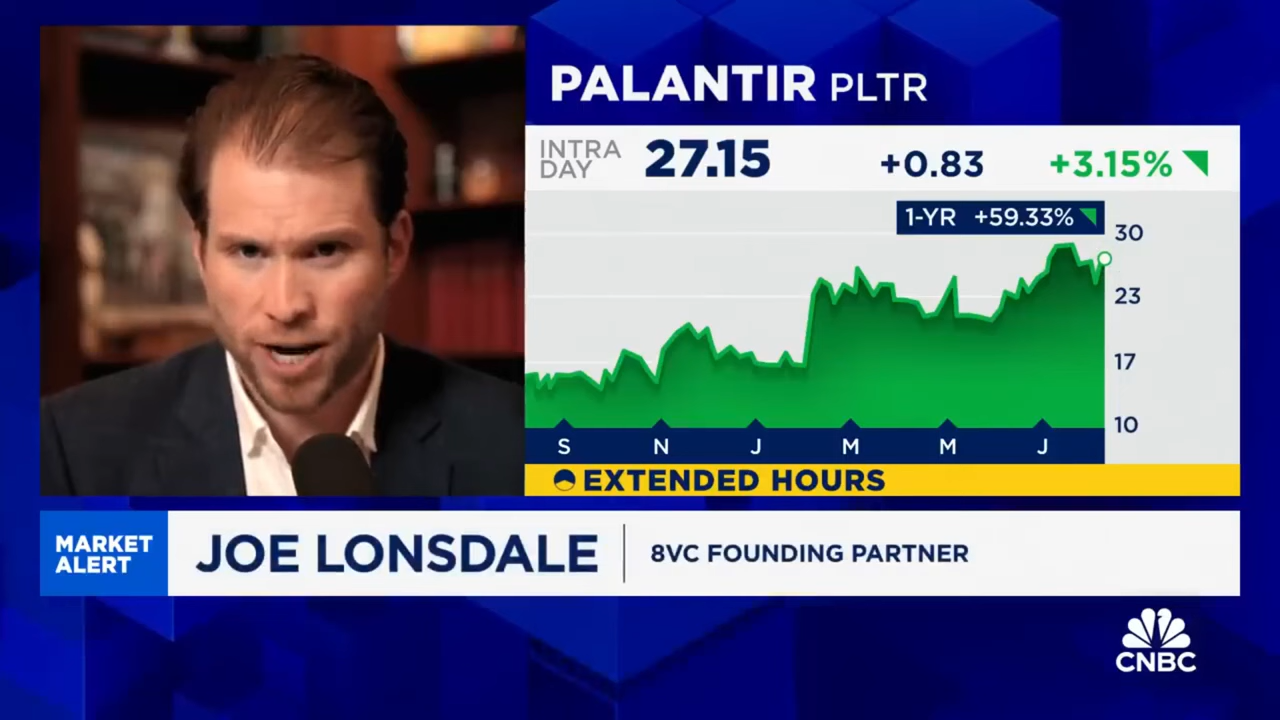 PALANTIR PLTR
INTRA DAY 27.15 +0.83 +3.15%
1-YR +59.33%
30
23
17
10
S N J M M J
EXTENDED HOURS
MARKET ALERT
JOE LONSDALE
8VC FOUNDING PARTNER
CNBC